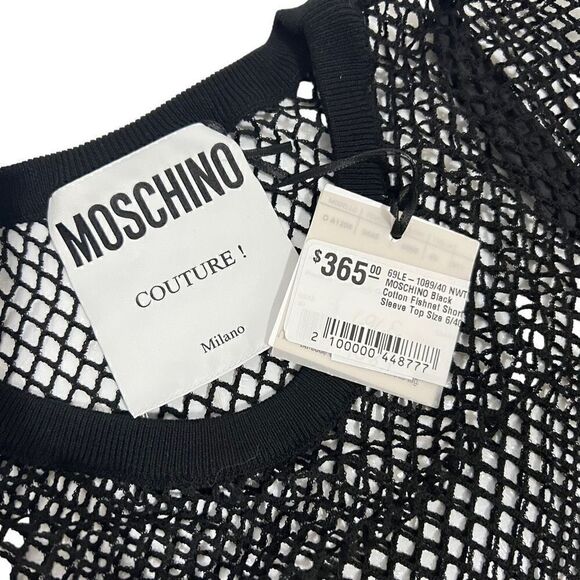 MOSCHINO
COUTURE !
Milano
$365.00
69LE-1089/40 NWT
MOSCHINO Black
Cotton Fishnet Short
Sleeve Top Size 6/40
2 100000 448777